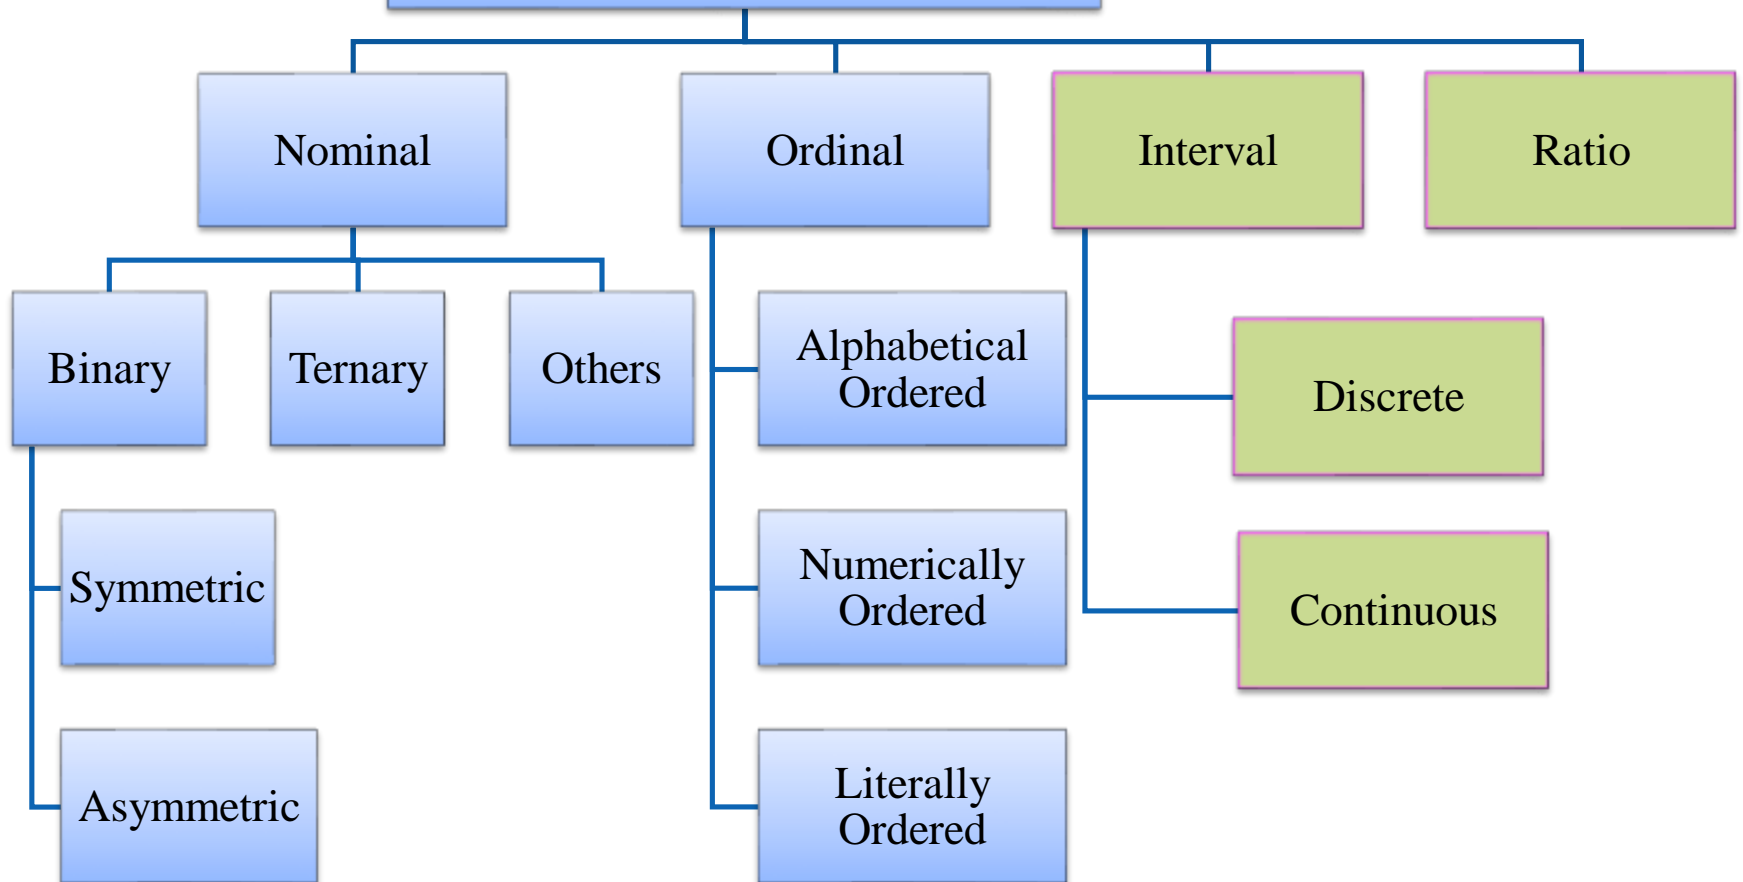 Nominal
Ordinal
Interval
Ratio
Binary
Ternary
Others
Alphabetical
Ordered
Discrete
Symmetric
Numerically
Ordered
Continuous
Asymmetric
Literally
Ordered